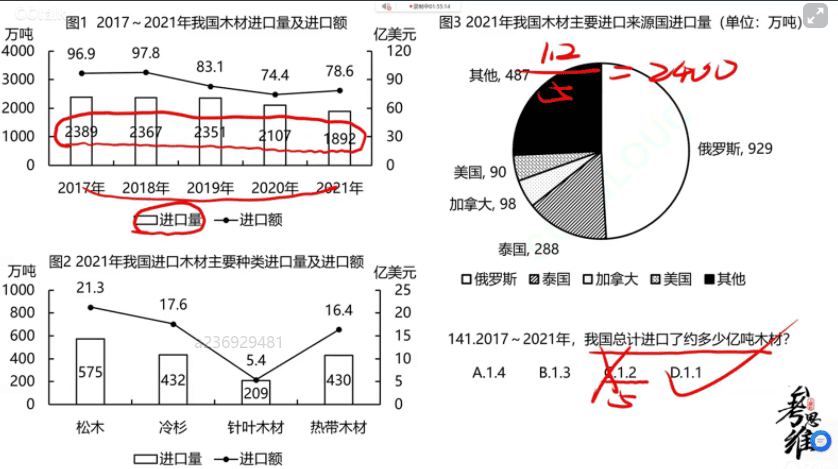 CCtalk
录制中01:55:14
图1 2017～2021年我国木材进口量及进口额
万吨
亿美元
4000
3000
2000
1000
0
120
90
60
30
0
96.9
97.8
83.1
74.4
78.6
2389
2367
2351
2107
1892
2017年
2018年
2019年
2020年
2021年
进口量
进口额
图3 2021年我国木材主要进口来源国进口量（单位：万吨）
其他, 487
1.2
5
= 2400
俄罗斯, 929
美国, 90
加拿大, 98
泰国, 288
俄罗斯
泰国
加拿大
美国
其他
图2 2021年我国进口木材主要种类进口量及进口额
万吨
亿美元
1000
800
600
400
200
0
25
20
15
10
5
0
21.3
17.6
5.4
16.4
575
432
209
430
松木
冷杉
针叶木材
热带木材
进口量
进口额
a236929481
141.2017～2021年，我国总计进口了约多少亿吨木材?
A.1.4
B.1.3
C.1.2
D.1.1
5
叁考思维